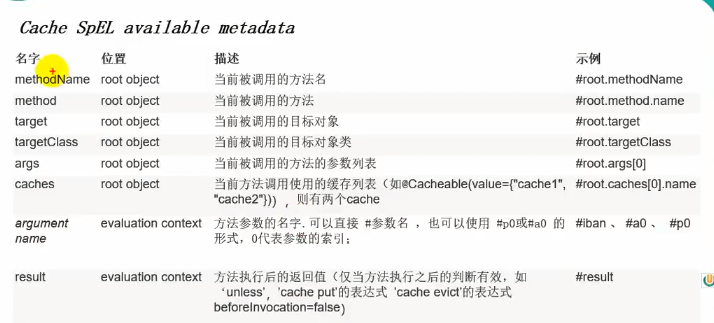 Cache SpEL available metadata
名字 位置 描述 示例
methodName root object 当前被调用的方法名 #root.methodName
method root object 当前被调用的方法 #root.method.name
target root object 当前被调用的目标对象 #root.target
targetClass root object 当前被调用的目标对象类 #root.targetClass
args root object 当前被调用的方法的参数列表 #root.args[0]
caches root object 当前方法调用使用的缓存列表（如@Cacheable(value={"cache1", #root.caches[0].name
"cache2"})），则有两个cache
argument evaluation context 方法参数的名字. 可以直接 #参数名 ，也可以使用 #p0或#a0 的 #iban 、 #a0 、 #p0
name 形式，0代表参数的索引；
result evaluation context 方法执行后的返回值（仅当方法执行之后的判断有效，如 #result
‘unless’，'cache put'的表达式 'cache evict'的表达式
beforeInvocation=false）